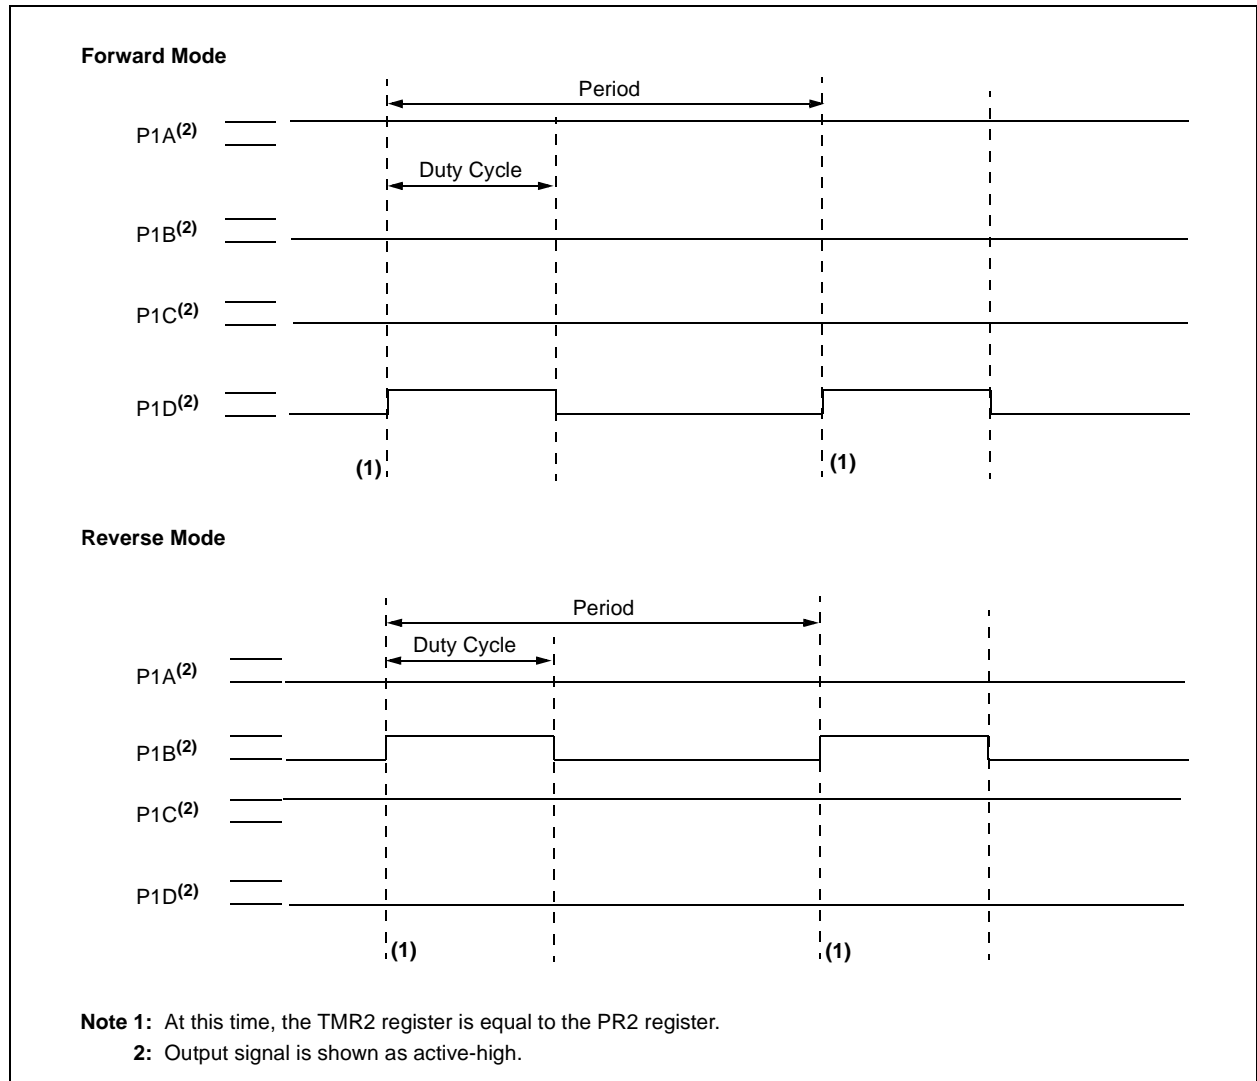 Forward Mode
Period
P1A(2)
Duty Cycle
P1B(2)
P1C(2)
P1D(2)
(1)
(1)
Reverse Mode
Period
Duty Cycle
P1A(2)
P1B(2)
P1C(2)
P1D(2)
(1)
(1)
Note 1: At this time, the TMR2 register is equal to the PR2 register.
2: Output signal is shown as active-high.